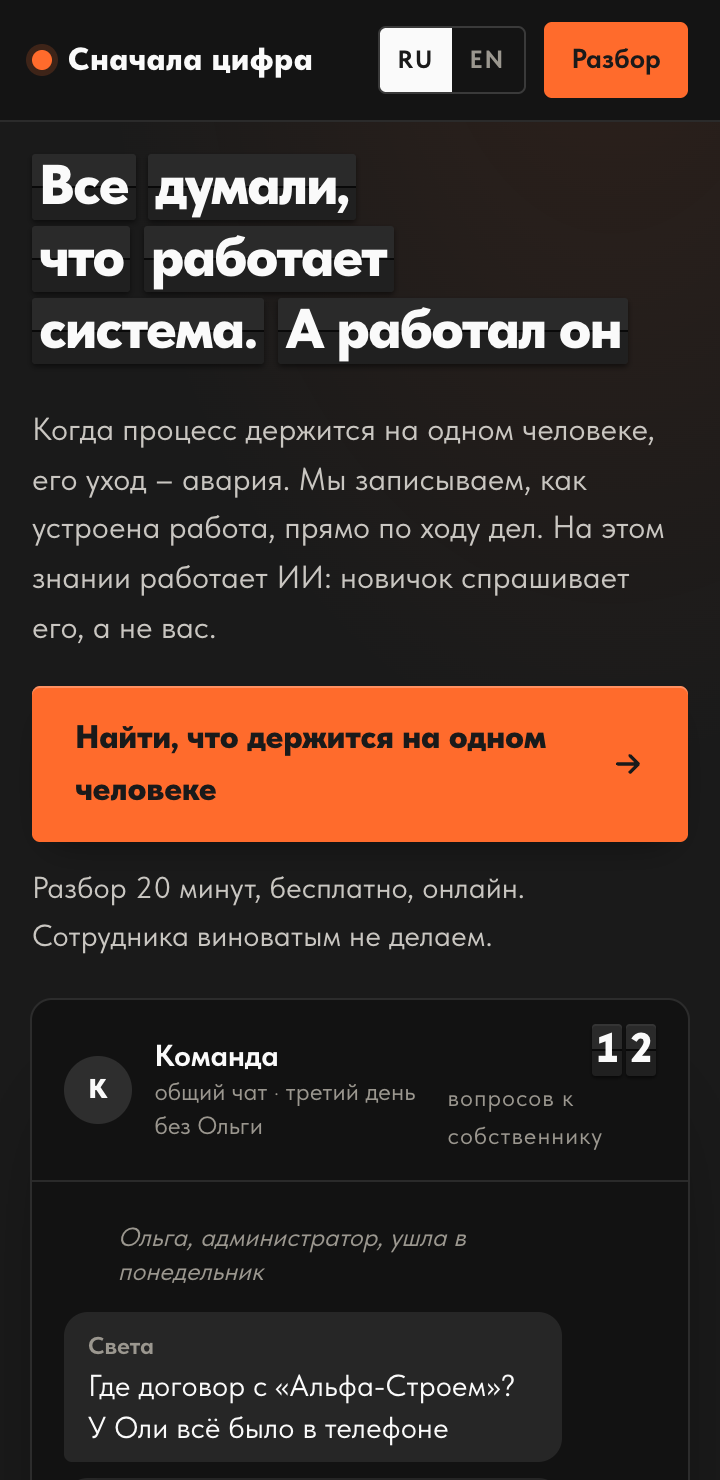 Сначала цифра
RU EN
Разбор
Все думали,
что работает
система. А работал он
Когда процесс держится на одном человеке,
его уход – авария. Мы записываем, как
устроена работа, прямо по ходу дел. На этом
знании работает ИИ: новичок спрашивает
его, а не вас.
Найти, что держится на одном
человеке
→
Разбор 20 минут, бесплатно, онлайн.
Сотрудника виноватым не делаем.
К
Команда
общий чат · третий день
без Ольги
12
вопросов к
собственнику
Ольга, администратор, ушла в
понедельник
Света
Где договор с «Альфа-Строем»?
У Оли всё было в телефоне